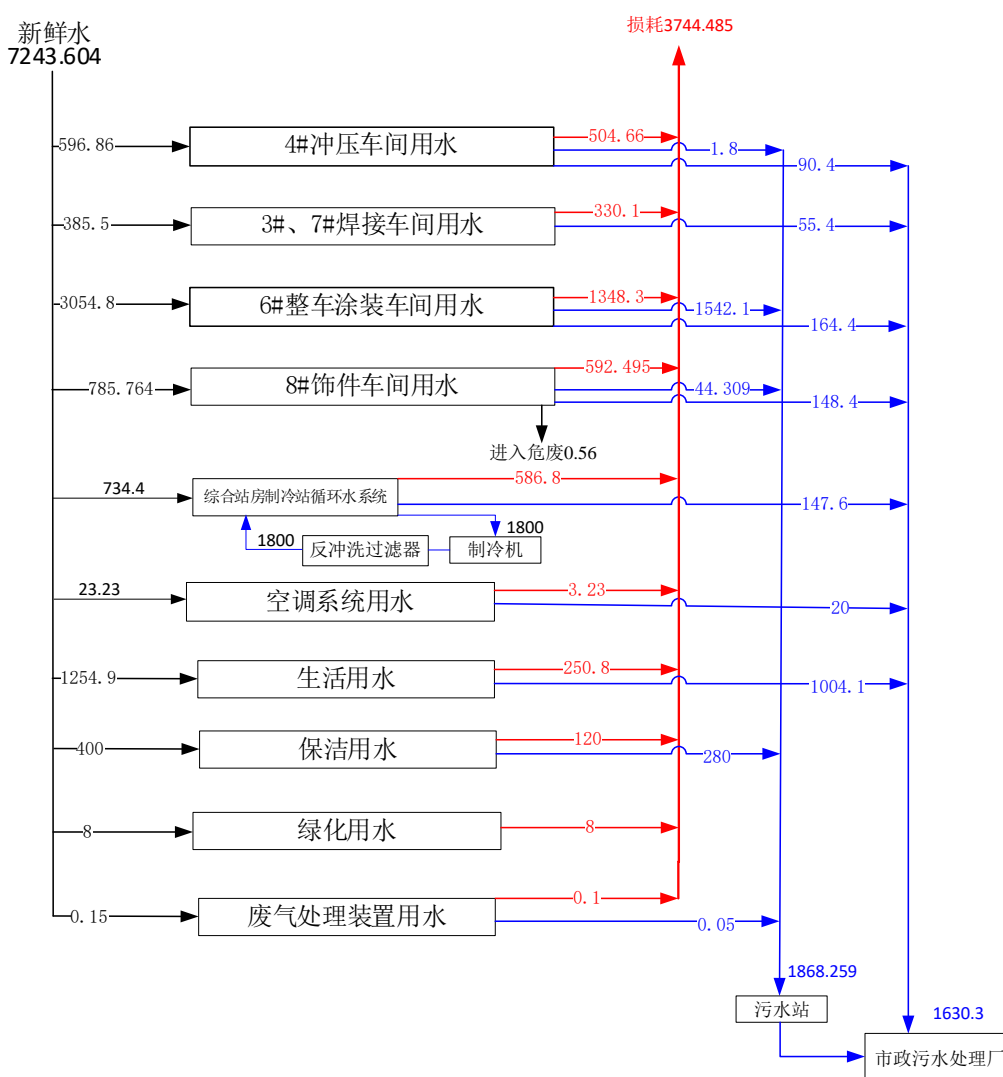 新鲜水
7243.604
损耗3744.485
596.86
4#冲压车间用水
504.66
1.8
90.4
385.5
3#、7#焊接车间用水
330.1
55.4
3054.8
6#整车涂装车间用水
1348.3
1542.1
164.4
785.764
8#饰件车间用水
592.495
44.309
148.4
进入危废0.56
734.4
综合站房制冷站循环水系统
586.8
147.6
1800
反冲洗过滤器
制冷机
1800
23.23
空调系统用水
3.23
20
1254.9
生活用水
250.8
1004.1
400
保洁用水
120
280
8
绿化用水
8
0.15
废气处理装置用水
0.1
0.05
1868.259
污水站
1630.3
市政污水处理厂